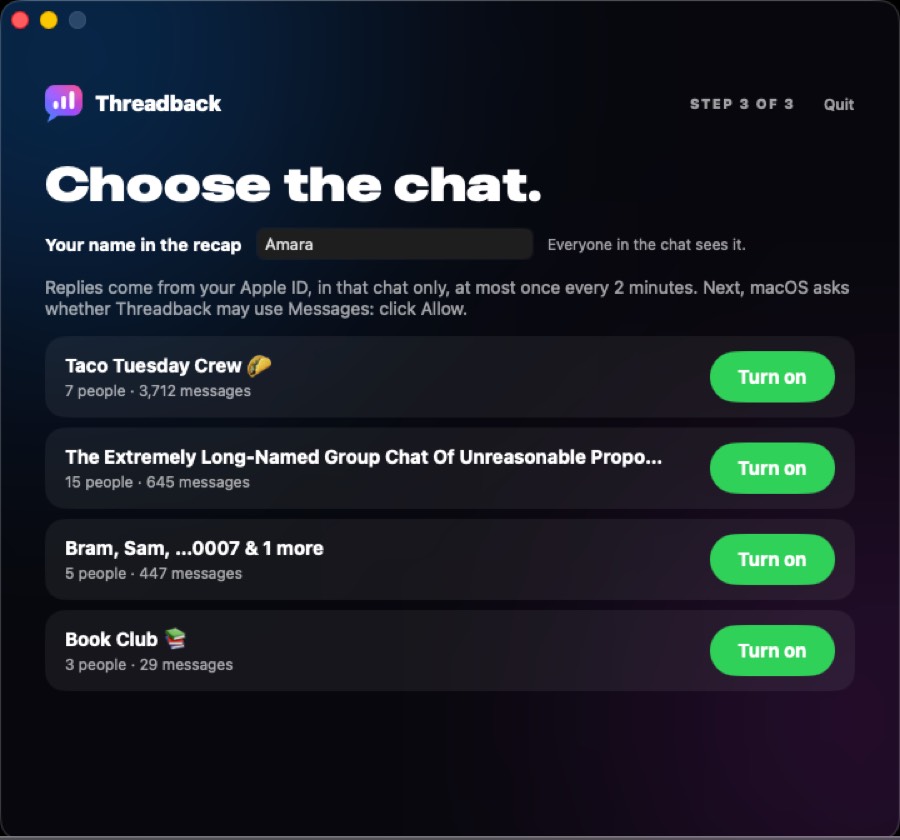 Threadback
STEP 3 OF 3
Quit
Choose the chat.
Your name in the recap
Amara
Everyone in the chat sees it.
Replies come from your Apple ID, in that chat only, at most once every 2 minutes. Next, macOS asks
whether Threadback may use Messages: click Allow.
Taco Tuesday Crew 🌮
7 people · 3,712 messages
Turn on
The Extremely Long-Named Group Chat Of Unreasonable Propo...
15 people · 645 messages
Turn on
Bram, Sam, ...0007 & 1 more
5 people · 447 messages
Turn on
Book Club 📚
3 people · 29 messages
Turn on